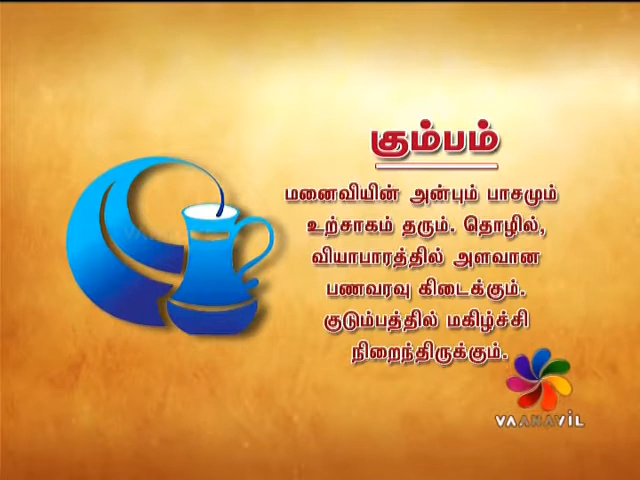 கும்பம்
மனைவியின் அன்பும் பாசமும்
உற்சாகம் தரும். தொழில்,
வியாபாரத்தில் அளவான
பணவரவு கிடைக்கும்.
குடும்பத்தில் மகிழ்ச்சி
நிறைந்திருக்கும்.
VAANAVIL